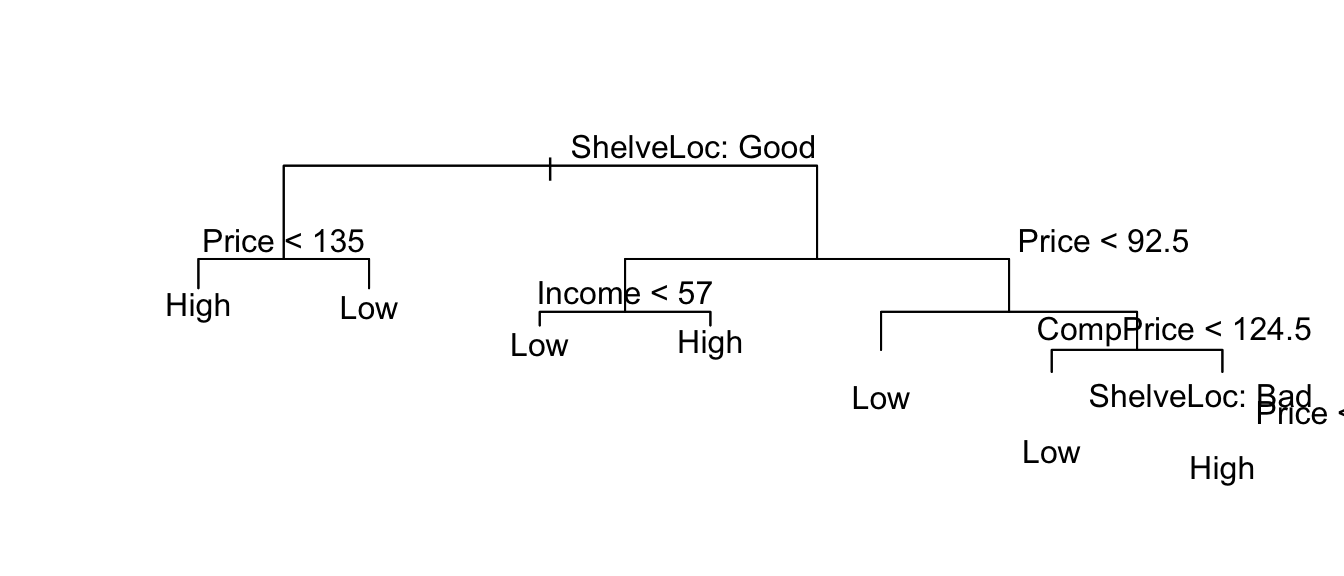 ShelveLoc: Good
Price < 135
Price < 92.5
Income < 57
High
Low
CompPrice < 124.5
Low
High
Low
ShelveLoc: Bad
Price <
Low
High